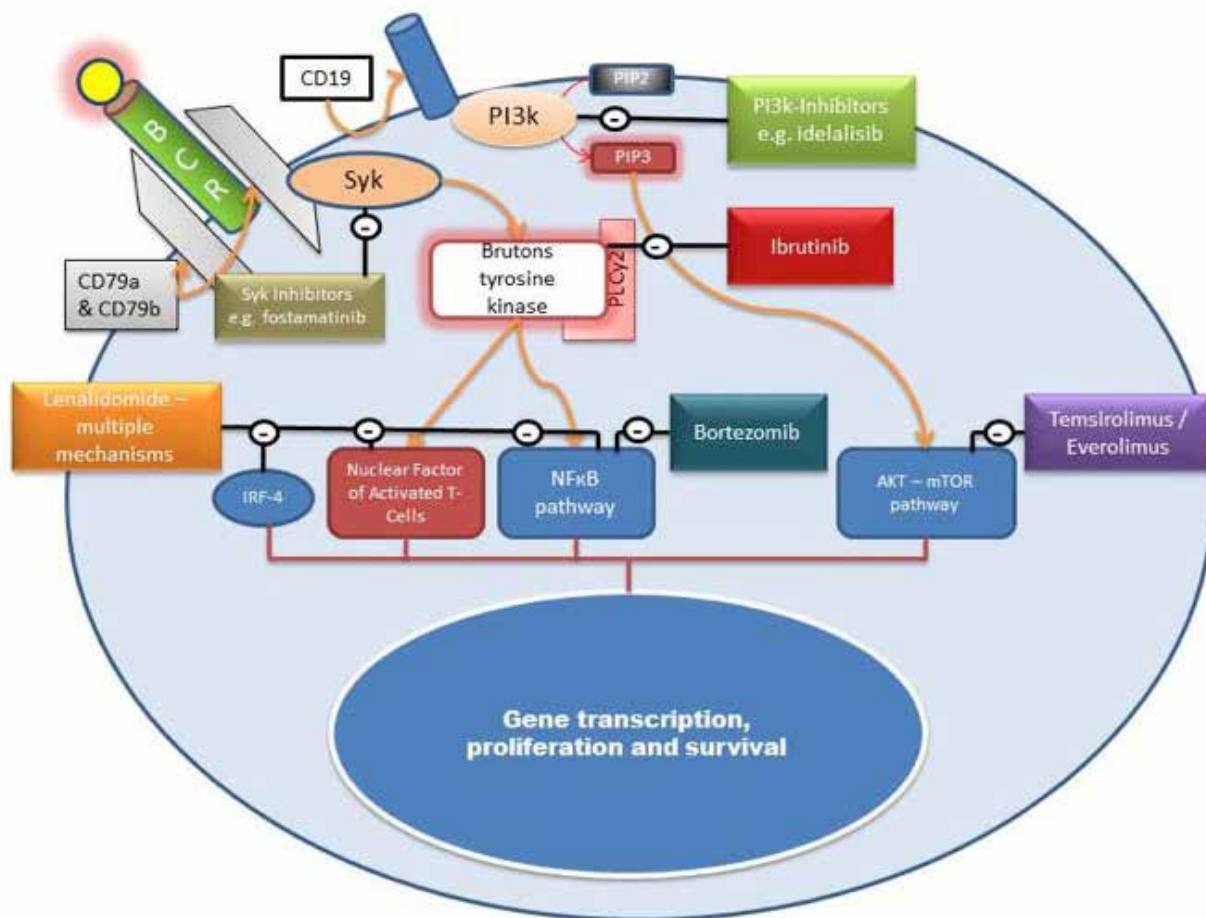 CD19
PIP2
PI3k
PI3k-Inhibitors
e.g. idelalisib
PIP3
B
C
R
Syk
Brutons
tyrosine
kinase
PLCy2
Ibrutinib
CD79a
& CD79b
Syk Inhibitors
e.g. fostamatinib
Lenalidomide –
multiple
mechanisms
Bortezomib
Temsirolimus /
Everolimus
IRF-4
Nuclear Factor
of Activated T-
Cells
NFκB
pathway
AKT – mTOR
pathway
Gene transcription,
proliferation and survival